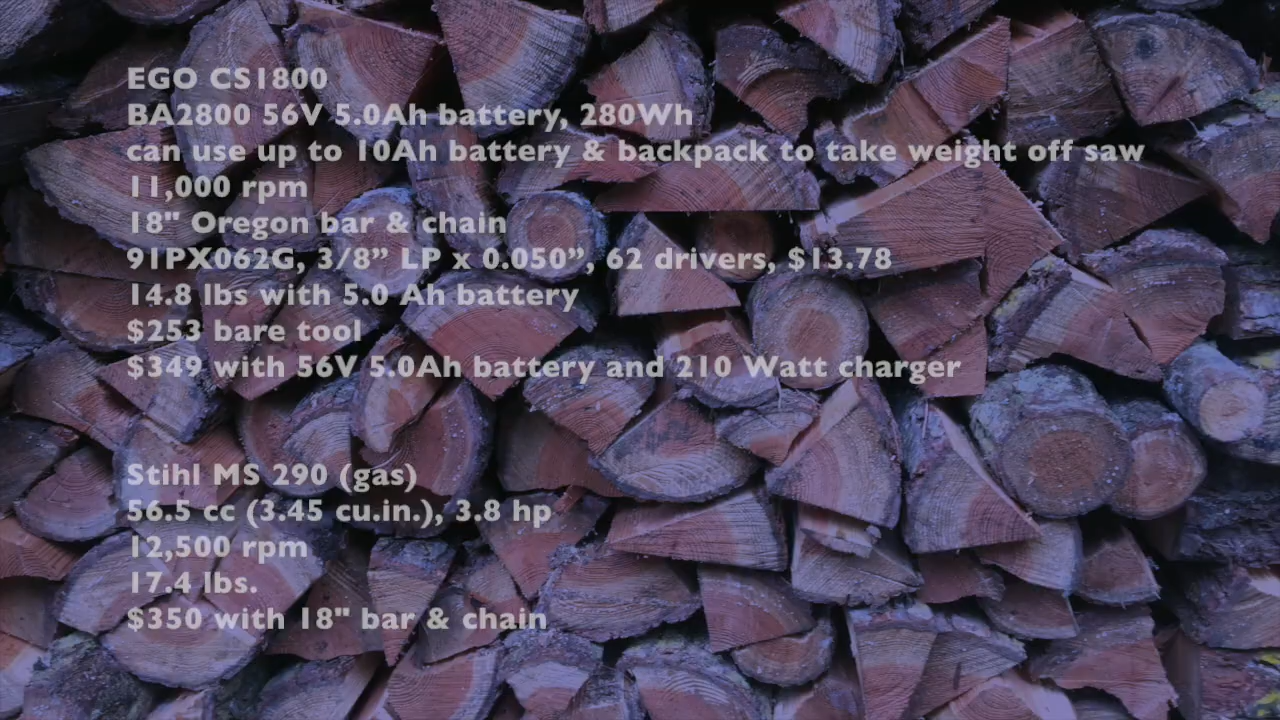 EGO CS1800
BA2800 56V 5.0Ah battery, 280Wh
can use up to 10Ah battery & backpack to take weight off saw
11,000 rpm
18" Oregon bar & chain
91PX062G, 3/8” LP x 0.050”, 62 drivers, $13.78
14.8 lbs with 5.0 Ah battery
$253 bare tool
$349 with 56V 5.0Ah battery and 210 Watt charger
Stihl MS 290 (gas)
56.5 cc (3.45 cu.in.), 3.8 hp
12,500 rpm
17.4 lbs.
$350 with 18" bar & chain